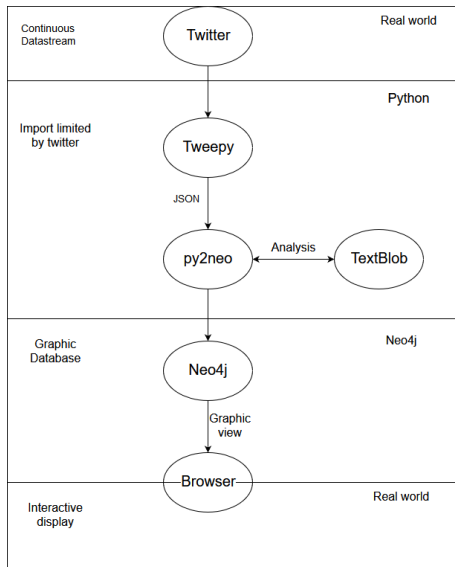 Continuous
Datastream
Twitter
Real world
Python
Import limited
by twitter
Tweepy
JSON
py2neo
Analysis
TextBlob
Graphic
Database
Neo4j
Neo4j
Graphic
view
Browser
Real world
Interactive
display